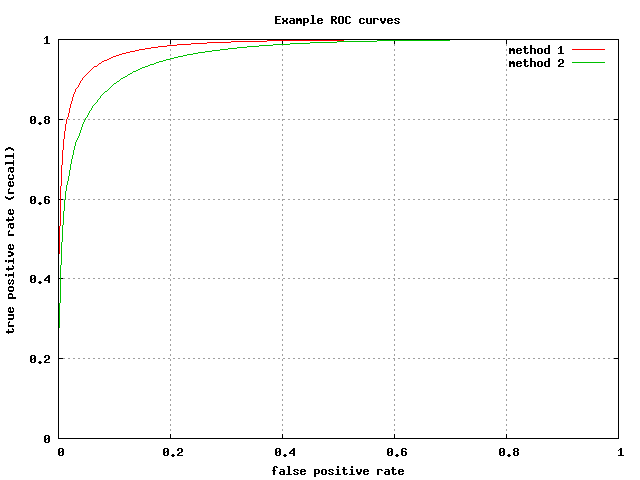 Example ROC curves
1
method 1
method 2
0.8
0.6
0.4
0.2
0
true positive rate (recall)
0 0.2 0.4 0.6 0.8 1
false positive rate